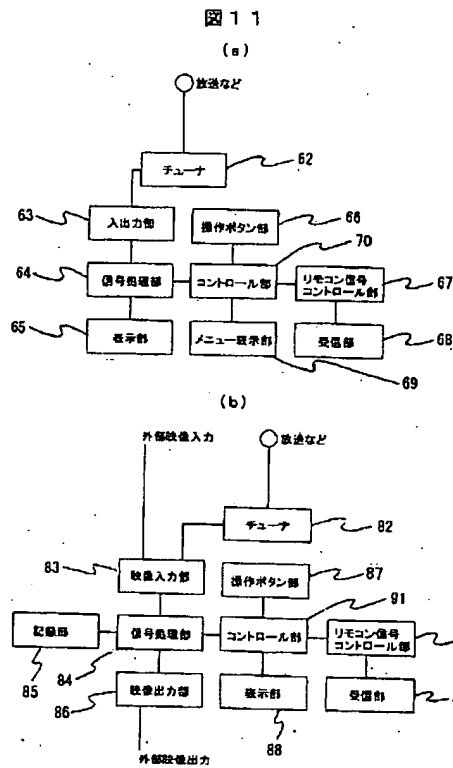 図11
(a)
放送など
チューナ
62
63
入出力部
操作ボタン部
66
70
64
信号処理部
コントロール部
リモコン信号
コントロール部
67
65
表示部
メニュー表示部
受信部
68
69
(b)
外部映像入力
放送など
チューナ
82
83
映像入力部
操作ボタン部
87
91
記録部
信号処理部
コントロール部
リモコン信号
コントロール部
85
84
86
映像出力部
表示部
受信部
88
外部映像出力